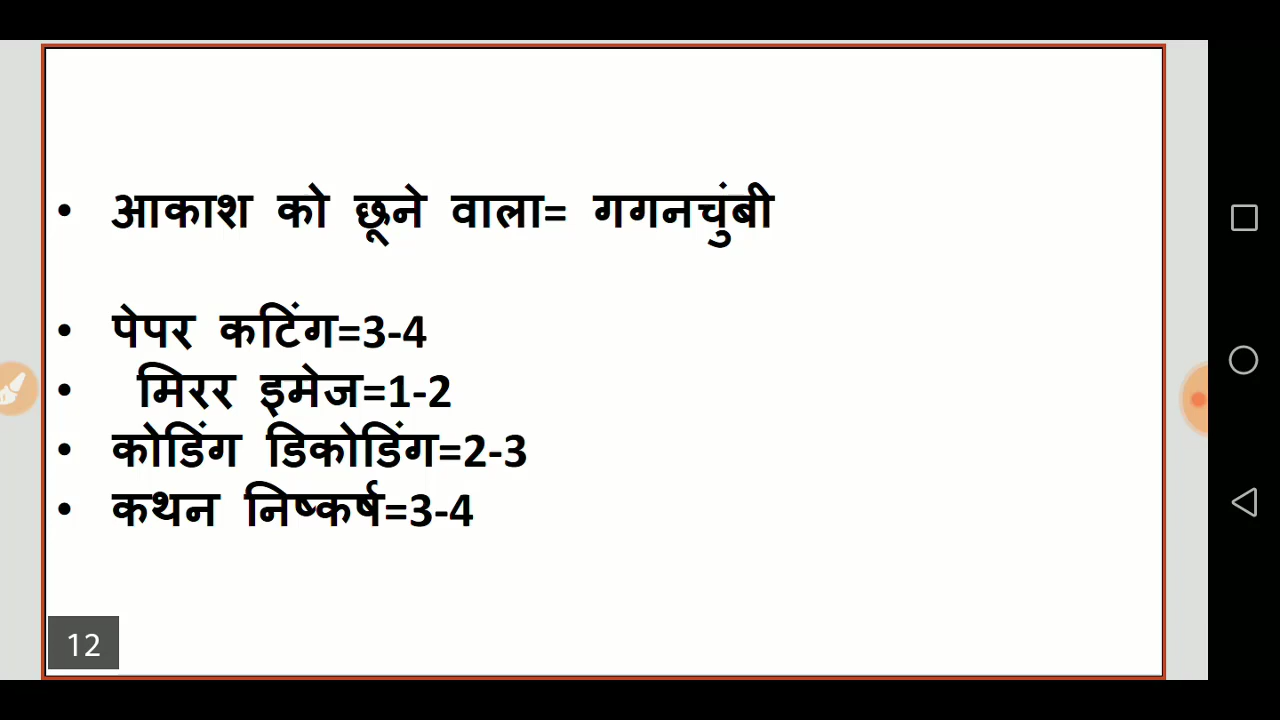 • आकाश को छूने वाला= गगनचुंबी
• पेपर कटिंग=3-4
• मिरर इमेज=1-2
• कोडिंग डिकोडिंग=2-3
• कथन निष्कर्ष=3-4
12